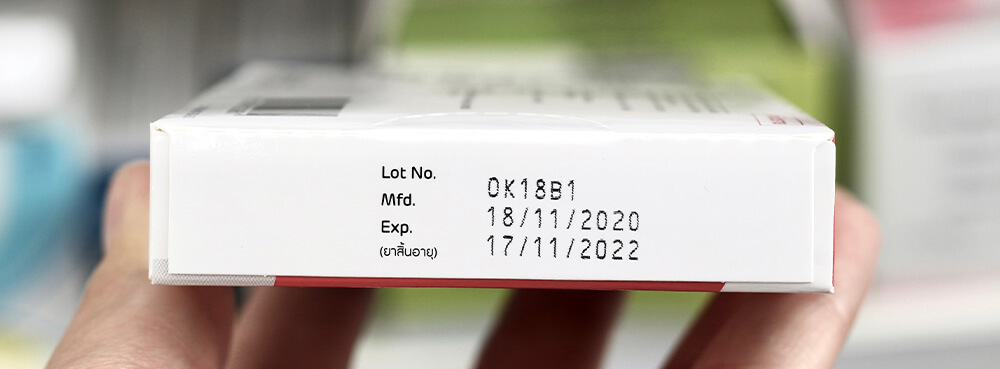 Lot No. 0K18B1
Mfd. 18/11/2020
Exp. 17/11/2022
(ยาสิ้นอายุ)